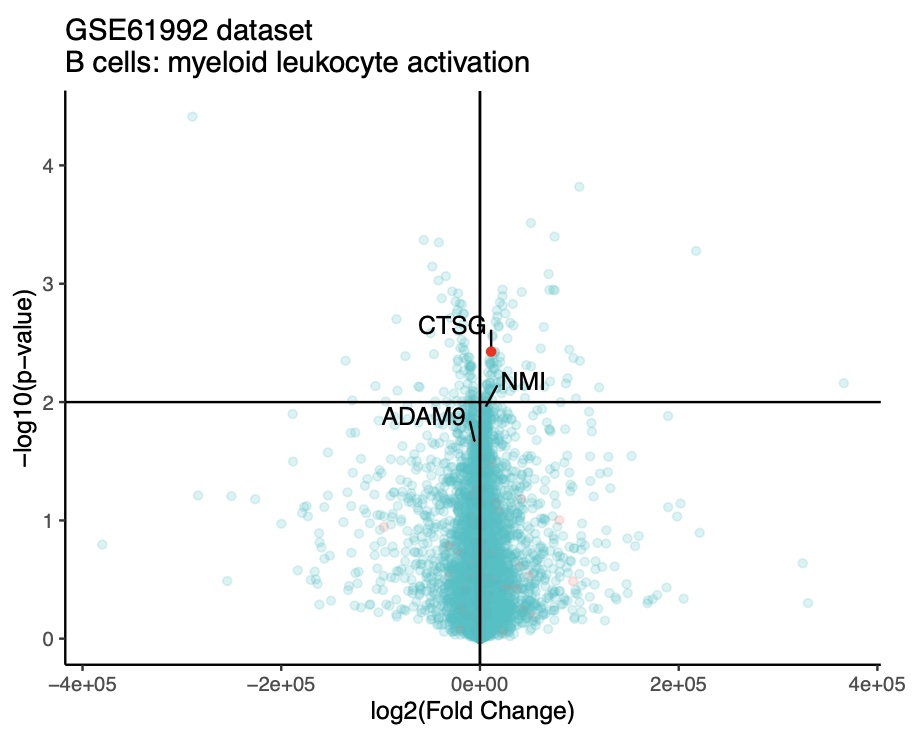 GSE61992 dataset
B cells: myeloid leukocyte activation
4
3
CTSG
NMI
2
ADAM9
1
0
−log10(p−value)
−4e+05 −2e+05 0e+00 2e+05 4e+05
log2(Fold Change)